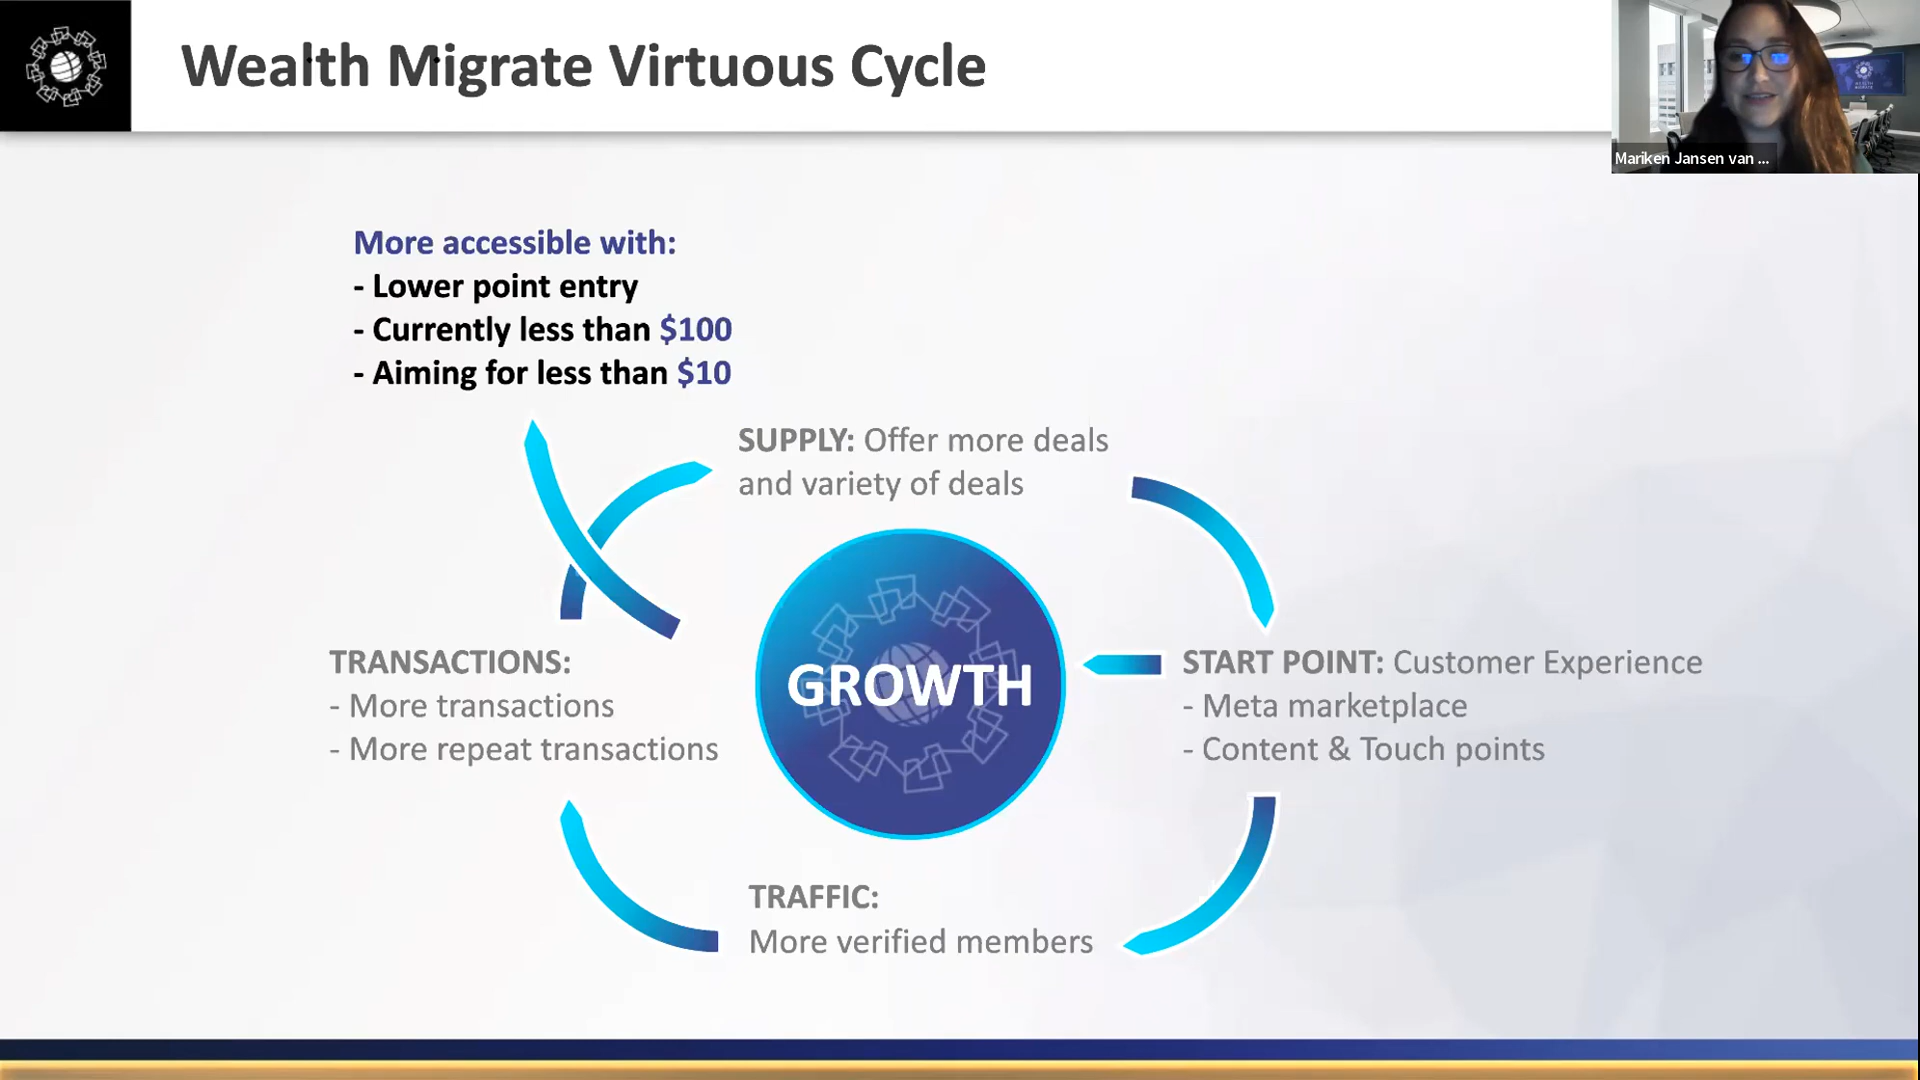 Wealth Migrate Virtuous Cycle
Mariken Jansen van ...
More accessible with:
- Lower point entry
- Currently less than $100
- Aiming for less than $10
SUPPLY: Offer more deals
and variety of deals
GROWTH
TRANSACTIONS:
- More transactions
- More repeat transactions
START POINT: Customer Experience
- Meta marketplace
- Content & Touch points
TRAFFIC:
More verified members